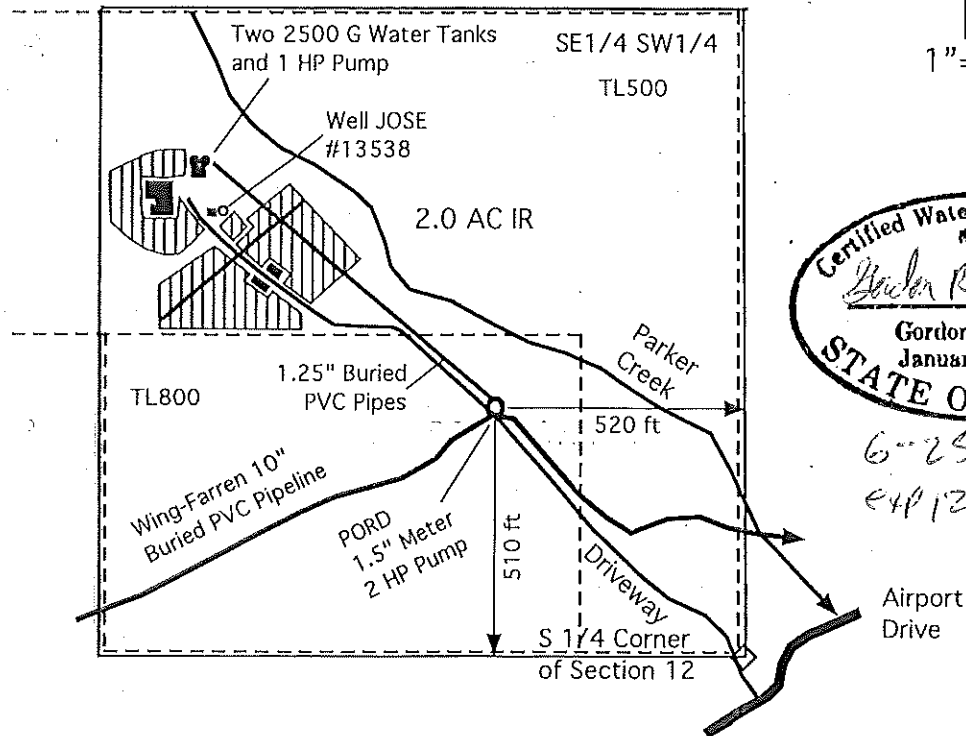 Two 2500 G Water Tanks
and 1 HP Pump
SE1/4 SW1/4
TL500
1"=
Well JOSE
#13538
2.0 AC IR
Certified Wate
Gordon
Januar
STATE O
Parker
Creek
1.25" Buried
PVC Pipes
TL800
520 ft
Wing-Farren 10"
Buried PVC Pipeline
PORD
1.5" Meter
2 HP Pump
510 ft
Driveway
Airport
Drive
S 1/4 Corner
of Section 12